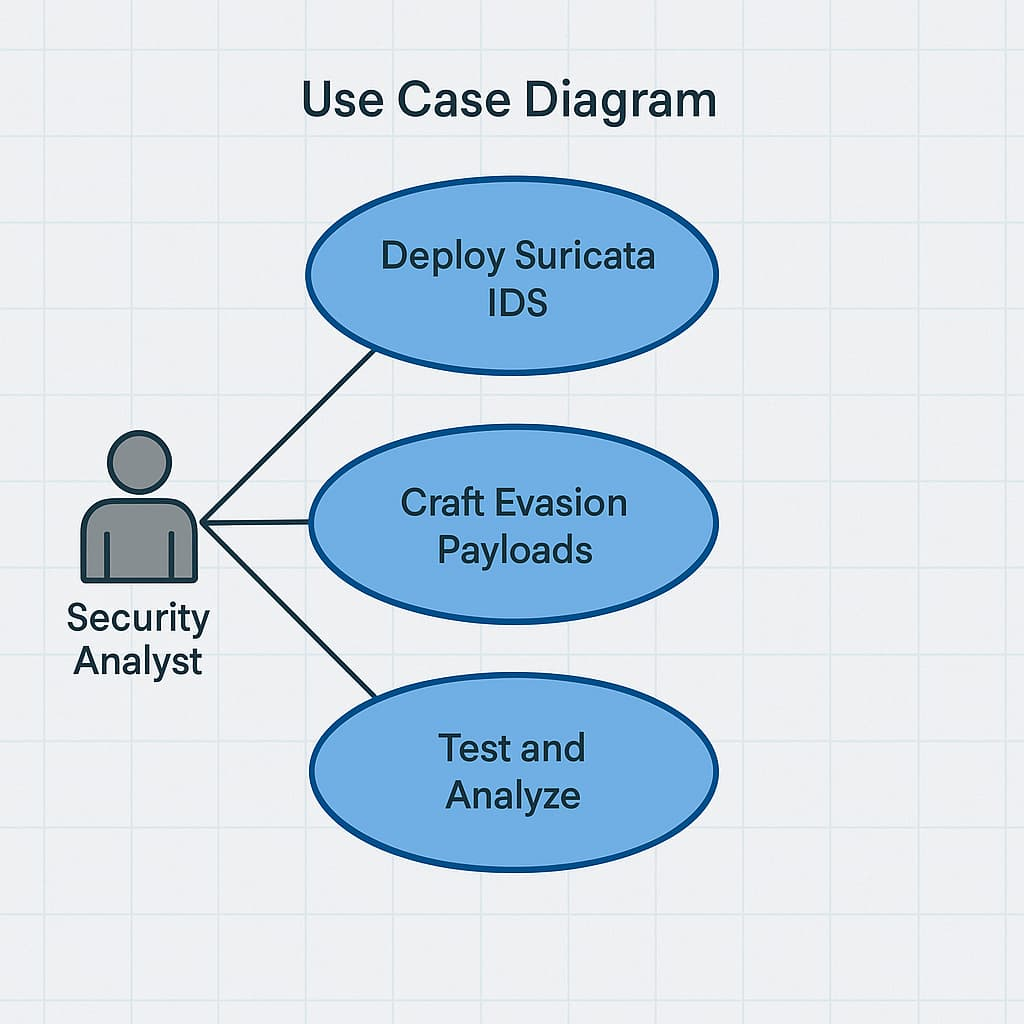 Use Case Diagram
Deploy Suricata
IDS
Craft Evasion
Payloads
Security
Analyst
Test and
Analyze